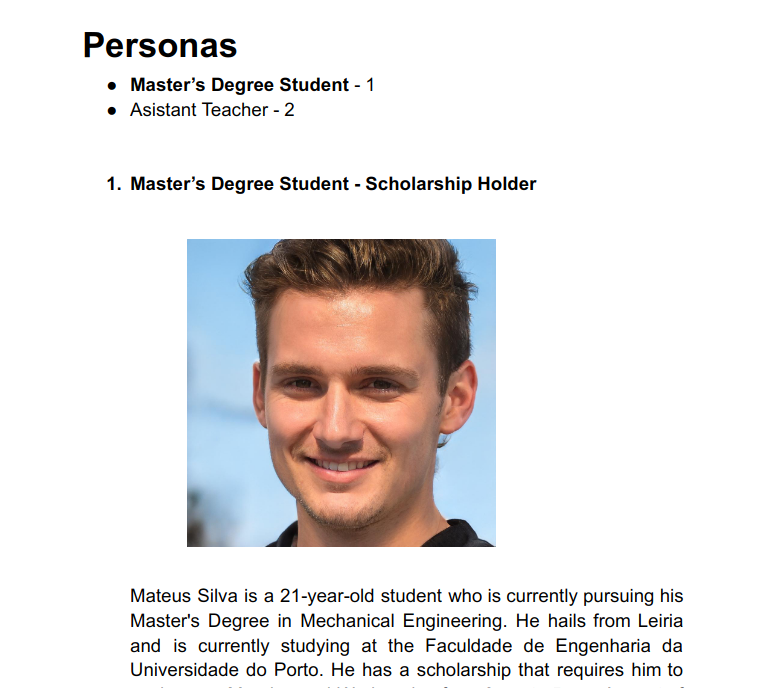 Personas
● Master’s Degree Student - 1
● Asistant Teacher - 2
1. Master’s Degree Student - Scholarship Holder
Mateus Silva is a 21-year-old student who is currently pursuing his
Master's Degree in Mechanical Engineering. He hails from Leiria
and is currently studying at the Faculdade de Engenharia da
Universidade do Porto. He has a scholarship that requires him to